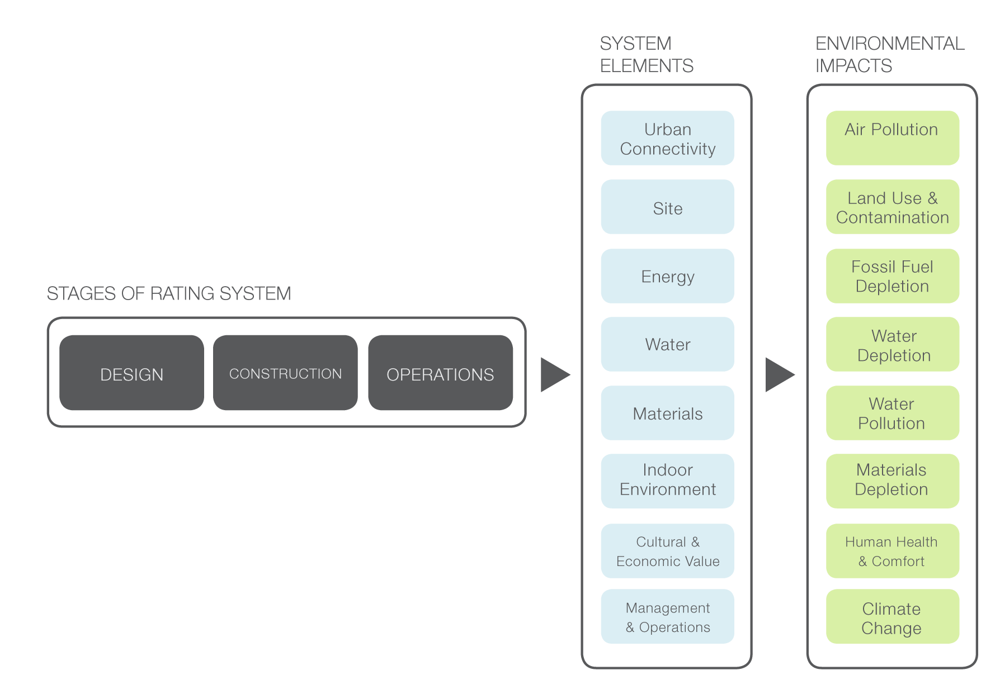 STAGES OF RATING SYSTEM
DESIGN
CONSTRUCTION
OPERATIONS
SYSTEM
ELEMENTS
Urban
Connectivity
Site
Energy
Water
Materials
Indoor
Environment
Cultural &
Economic Value
Management
& Operations
ENVIRONMENTAL
IMPACTS
Air Pollution
Land Use &
Contamination
Fossil Fuel
Depletion
Water
Depletion
Water
Pollution
Materials
Depletion
Human Health
& Comfort
Climate
Change